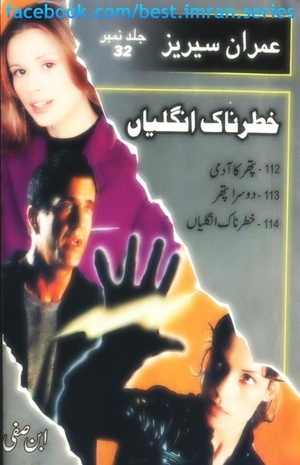 facebook.com/best.imran.series
عمران سیریز
جلد نمبر
32
خطرناک انگلیاں
112 - پتھر کا آدمی
113 - دوسرا پتھر
114 - خطرناک انگلیاں
ابن صفی